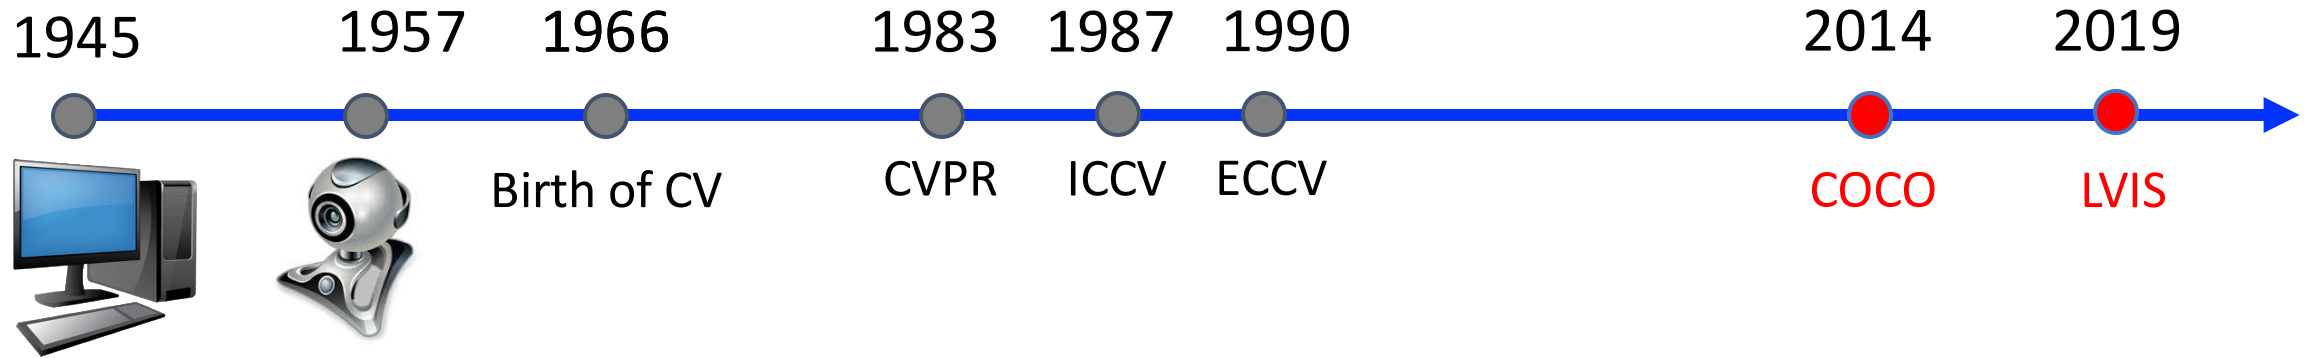 1945 1957 1966 1983 1987 1990 2014 2019
Birth of CV CVPR ICCV ECCV COCO LVIS